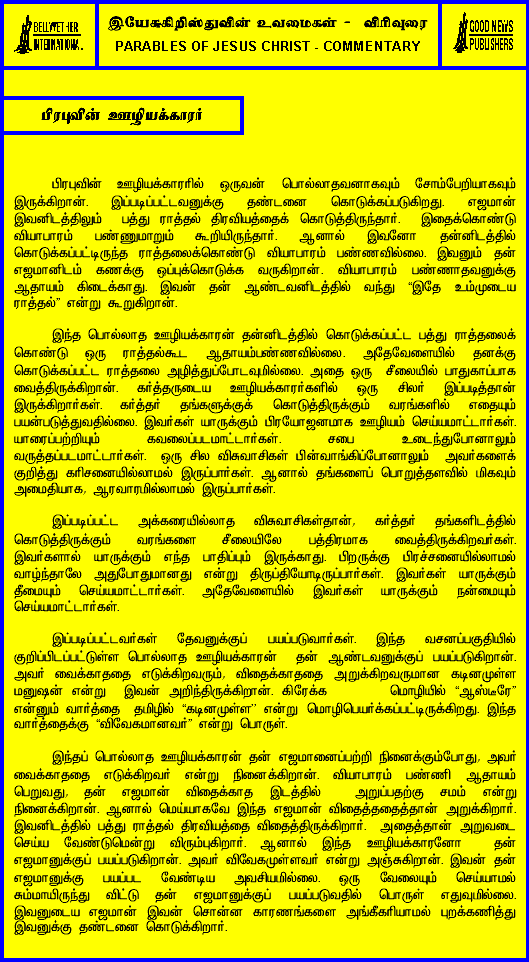 BELLWETHER
INTERNATIONAL
இயேசுகிறிஸ்துவின் உவமைகள் - விரிவுரை
PARABLES OF JESUS CHRIST - COMMENTARY
GOOD NEWS
PUBLISHERS
பிரபுவின் ஊழியக்காரர்
பிரபுவின் ஊழியக்காரரில் ஒருவன் பொல்லாதவனாகவும் சோம்பேறியாகவும்
இருக்கிறான். இப்படிப்பட்டவனுக்கு தண்டனை கொடுக்கப்படுகிறது. எஜமான்
இவனிடத்திலும் பத்து ராத்தல் திரவியத்தைக் கொடுத்திருந்தார். இதைக்கொண்டு
வியாபாரம் பண்ணுமாறும் கூறியிருந்தார். ஆனால் இவனோ தன்னிடத்தில்
கொடுக்கப்பட்டிருந்த ராத்தலைக்கொண்டு வியாபாரம் பண்ணவில்லை. இவனும் தன்
எஜமானிடம் கணக்கு ஒப்புக்கொடுக்க வருகிறான். வியாபாரம் பண்ணாதவனுக்கு
ஆதாயம் கிடைக்காது. இவன் தன் ஆண்டவனிடத்தில் வந்து “இதே உம்முடைய
ராத்தல்” என்று கூறுகிறான்.
இந்த பொல்லாத ஊழியக்காரன் தன்னிடத்தில் கொடுக்கப்பட்ட பத்து ராத்தலைக்
கொண்டு ஒரு ராத்தல்கூட ஆதாயம்பண்ணவில்லை. அதேவேளையில் தனக்கு
கொடுக்கப்பட்ட ராத்தலை அழித்துப்போடவுமில்லை. அதை ஒரு சீலையில் பாதுகாப்பாக
வைத்திருக்கிறான். கர்த்தருடைய ஊழியக்காரர்களில் ஒரு சிலர் இப்படித்தான்
இருக்கிறார்கள். கர்த்தர் தங்களுக்குக் கொடுத்திருக்கும் வரங்களில் எதையும்
பயன்படுத்துவதில்லை. இவர்கள் யாருக்கும் பிரயோஜனமாக ஊழியம் செய்யமாட்டார்கள்.
யாரைப்பற்றியும் கவலைப்படமாட்டார்கள். சபை உடைந்துபோனாலும்
வருத்தப்படமாட்டார்கள். ஒரு சில விசுவாசிகள் பின்வாங்கிப்போனாலும் அவர்களைக்
குறித்து கரிசனையில்லாமல் இருப்பார்கள். ஆனால் தங்களைப் பொறுத்தளவில் மிகவும்
அமைதியாக, ஆரவாரமில்லாமல் இருப்பார்கள்.
இப்படிப்பட்ட அக்கரையில்லாத விசுவாசிகள்தான், கர்த்தர் தங்களிடத்தில்
கொடுத்திருக்கும் வரங்களை சீலையிலே பத்திரமாக வைத்திருக்கிறவர்கள்.
இவர்களால் யாருக்கும் எந்த பாதிப்பும் இருக்காது. பிறருக்கு பிரச்சனையில்லாமல்
வாழ்ந்தாலே அதுபோதுமானது என்று திருப்தியோடிருப்பார்கள். இவர்கள் யாருக்கும்
தீமையும் செய்யமாட்டார்கள். அதேவேளையில் இவர்கள் யாருக்கும் நன்மையும்
செய்யமாட்டார்கள்.
இப்படிப்பட்டவர்கள் தேவனுக்குப் பயப்படுவார்கள். இந்த வசனப்பகுதியில்
குறிப்பிடப்பட்டுள்ள பொல்லாத ஊழியக்காரன் தன் ஆண்டவனுக்குப் பயப்படுகிறான்.
அவர் வைக்காததை எடுக்கிறவரும், விதைக்காததை அறுக்கிறவருமான கடினமுள்ள
மனுஷன் என்று இவன் அறிந்திருக்கிறான். கிரேக்க மொழியில் “ஆஸ்டீரே”
என்னும் வார்த்தை தமிழில் “கடினமுள்ள” என்று மொழிபெயர்க்கப்பட்டிருக்கிறது. இந்த
வார்த்தைக்கு “விவேகமானவர்” என்று பொருள்.
இந்தப் பொல்லாத ஊழியக்காரன் தன் எஜமானைப்பற்றி நினைக்கும்போது, அவர்
வைக்காததை எடுக்கிறவர் என்று நினைக்கிறான். வியாபாரம் பண்ணி ஆதாயம்
பெறுவது, தன் எஜமான் விதைக்காத இடத்தில் அறுப்பதற்கு சமம் என்று
நினைக்கிறான். ஆனால் மெய்யாகவே இந்த எஜமான் விதைத்ததைத்தான் அறுக்கிறார்.
இவனிடத்தில் பத்து ராத்தல் திரவியத்தை விதைத்திருக்கிறார். அதைத்தான் அறுவடை
செய்ய வேண்டுமென்று விரும்புகிறார். ஆனால் இந்த ஊழியக்காரனோ தன்
எஜமானுக்குப் பயப்படுகிறான். அவர் விவேகமுள்ளவர் என்று அஞ்சுகிறான். இவன் தன்
எஜமானுக்கு பயப்பட வேண்டிய அவசியமில்லை. ஒரு வேலையும் செய்யாமல்
சும்மாயிருந்து விட்டு தன் எஜமானுக்குப் பயப்படுவதில் பொருள் எதுவுமில்லை.
இவனுடைய எஜமான் இவன் சொன்ன காரணங்களை அங்கீகரியாமல் புறக்கணித்து
இவனுக்கு தண்டனை கொடுக்கிறார்.